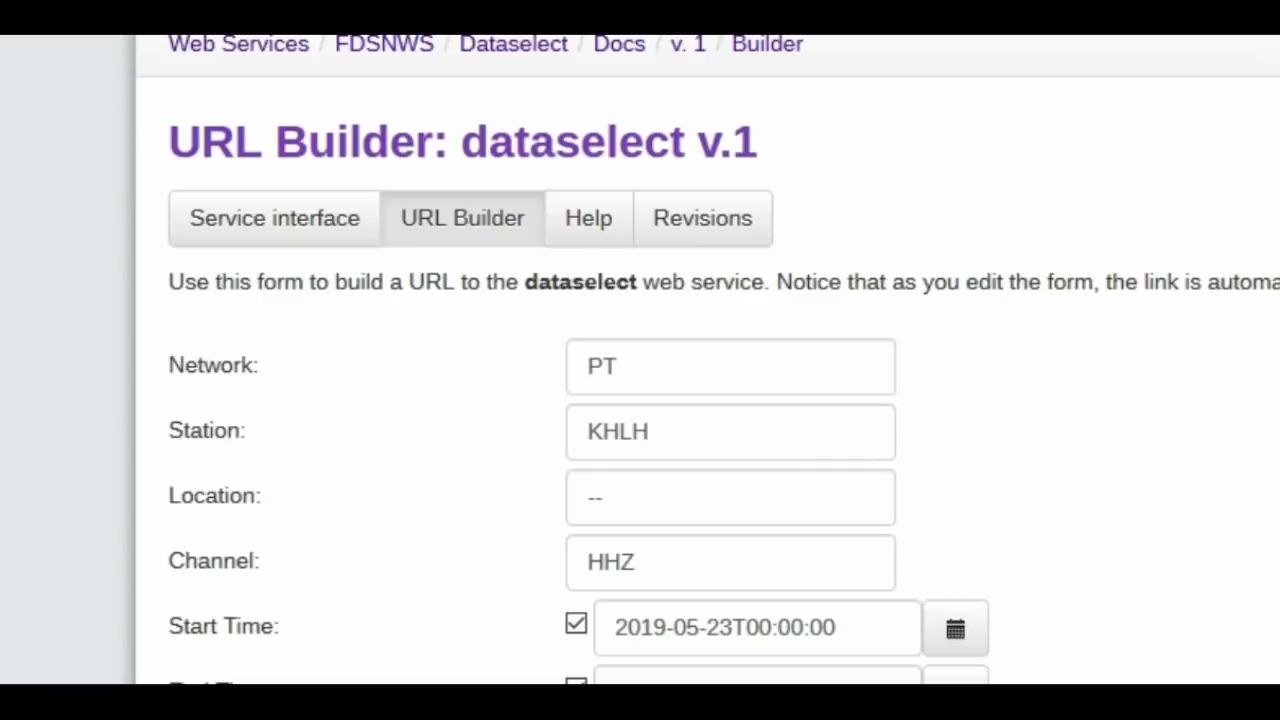 Web Services / FDSNWS / Dataselect / Docs / v. 1 / Builder
URL Builder: dataselect v.1
Service interface URL Builder Help Revisions
Use this form to build a URL to the dataselect web service. Notice that as you edit the form, the link is automa
Network: PT
Station: KHLH
Location: --
Channel: HHZ
Start Time: 2019-05-23T00:00:00